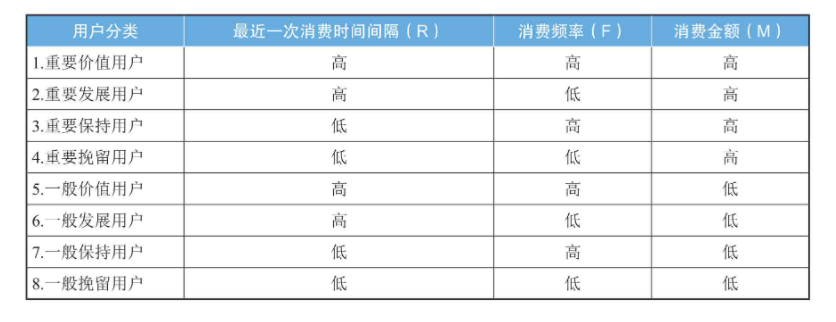 用户分类 最近一次消费时间间隔（R） 消费频率（F） 消费金额（M）
1.重要价值用户 高 高 高
2.重要发展用户 高 低 高
3.重要保持用户 低 高 高
4.重要挽留用户 低 低 高
5.一般价值用户 高 高 低
6.一般发展用户 高 低 低
7.一般保持用户 低 高 低
8.一般挽留用户 低 低 低